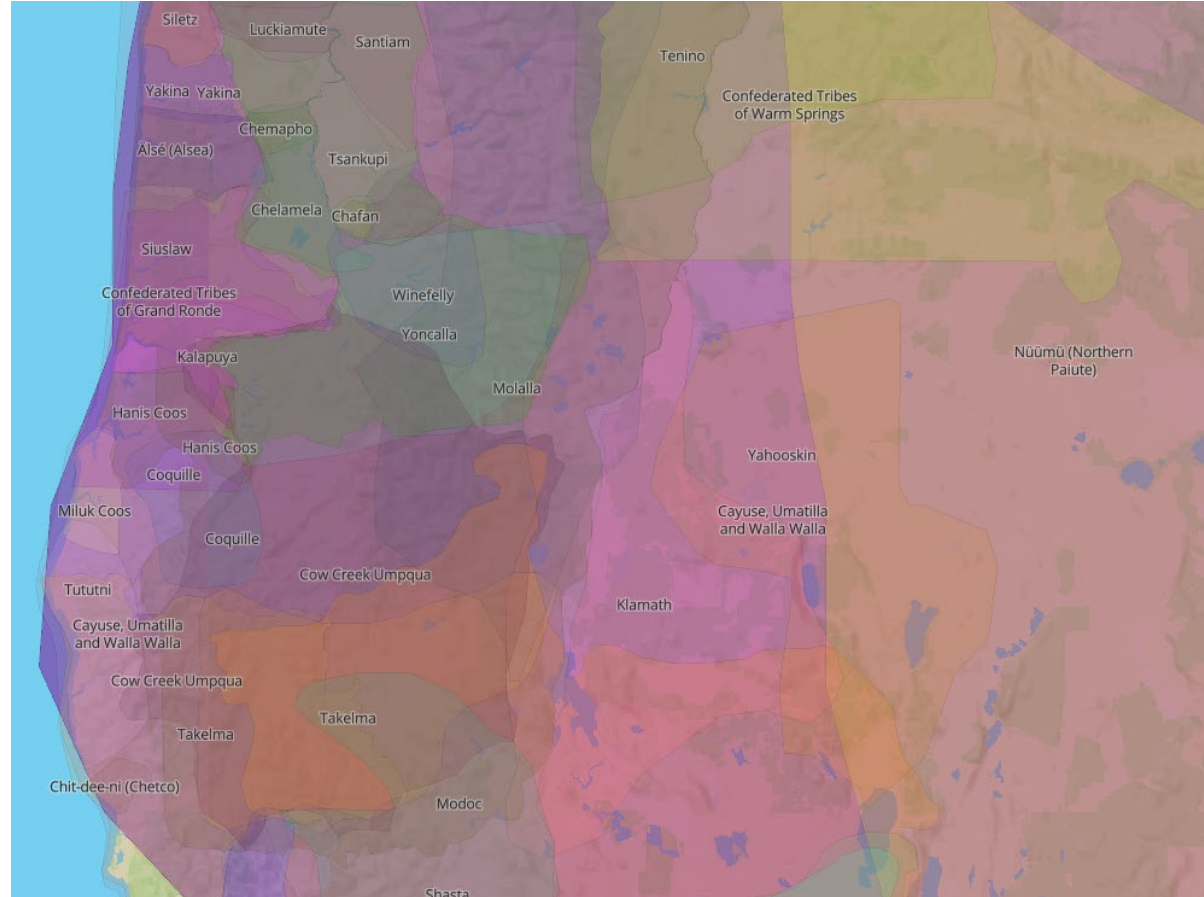 Siletz
Luckiamute
Santiam
Tenino
Yakina
Yakina
Confederated Tribes
of Warm Springs
Chemapho
Älsé (Alsea)
Tsankupi
Chelamela
Chafan
Siuslaw
Confederated Tribes
of Grand Ronde
Winefelly
Yoncalla
Kalapuya
Nüümü (Northern
Paiute)
Molalla
Hanis Coos
Hanis Coos
Yahooskin
Coquille
Miluk Coos
Cayuse, Umatilla
and Walla Walla
Coquille
Cow Creek Umpqua
Tututni
Klamath
Cayuse, Umatilla
and Walla Walla
Cow Creek Umpqua
Takelma
Takelma
Chit-dee-ni (Chetco)
Modoc
Shasta